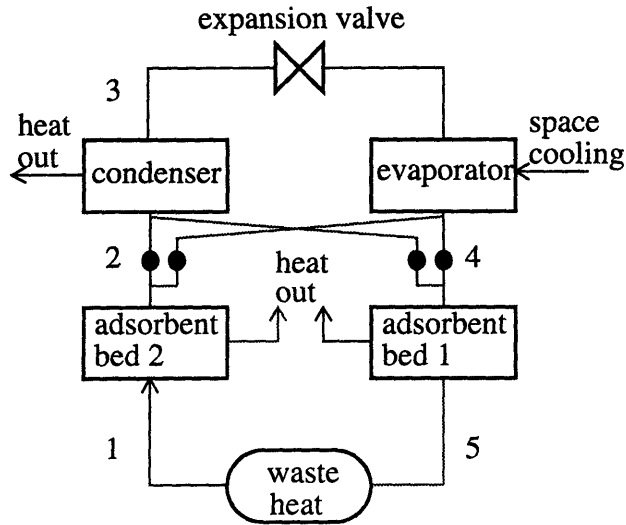 expansion valve
3
heat
out
condenser
evaporator
space
cooling
2
heat
out
4
adsorbent
bed 2
adsorbent
bed 1
1
waste
heat
5